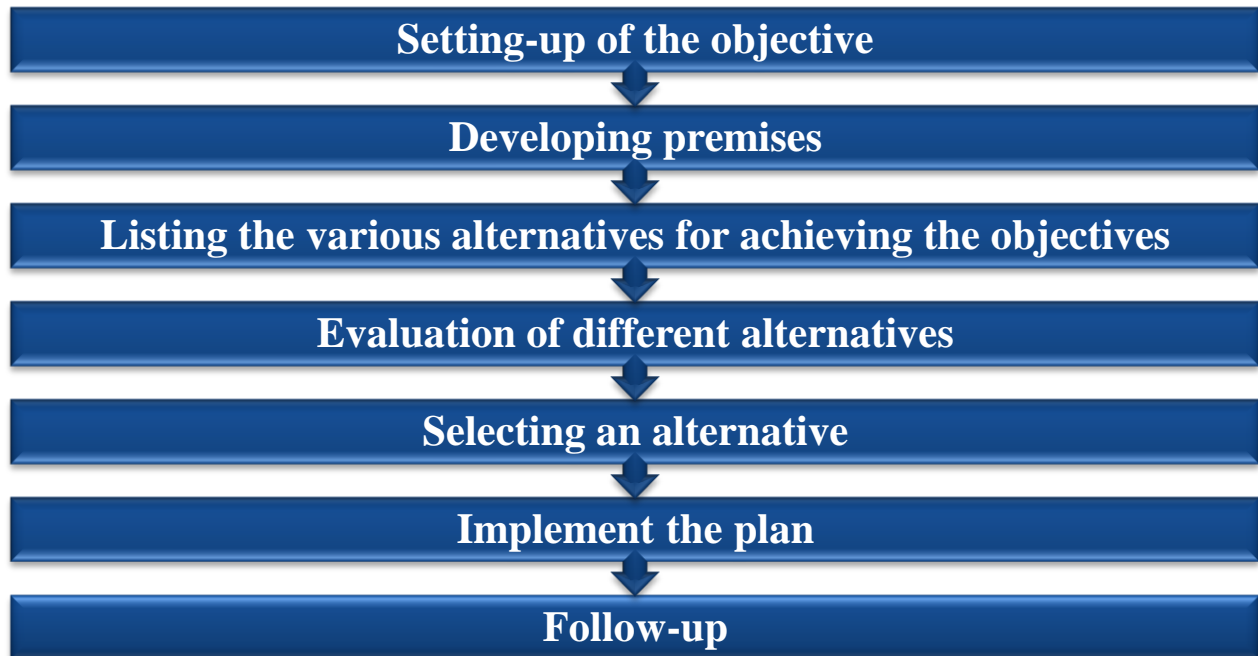 Setting-up of the objective
Developing premises
Listing the various alternatives for achieving the objectives
Evaluation of different alternatives
Selecting an alternative
Implement the plan
Follow-up